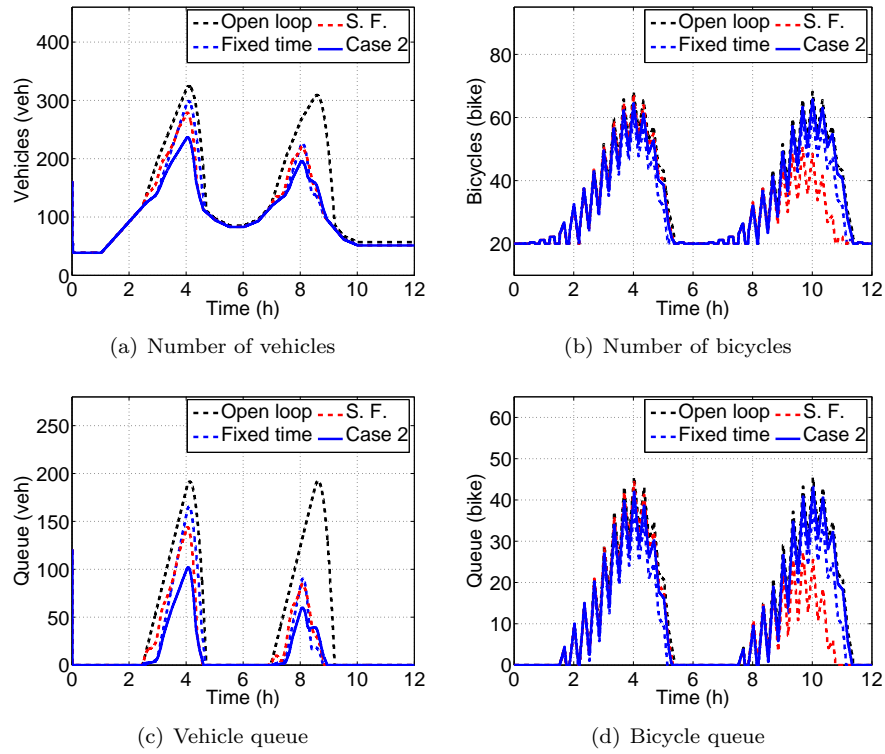 Open loop S. F.
Fixed time Case 2
Vehicles (veh)
400
300
200
100
0
0 2 4 6 8 10 12
Time (h)
(a) Number of vehicles
Open loop S. F.
Fixed time Case 2
Bicycles (bike)
80
60
40
20
0 2 4 6 8 10 12
Time (h)
(b) Number of bicycles
Open loop S. F.
Fixed time Case 2
Queue (veh)
250
200
150
100
50
0
0 2 4 6 8 10 12
Time (h)
(c) Vehicle queue
Open loop S. F.
Fixed time Case 2
Queue (bike)
60
50
40
30
20
10
0
0 2 4 6 8 10 12
Time (h)
(d) Bicycle queue